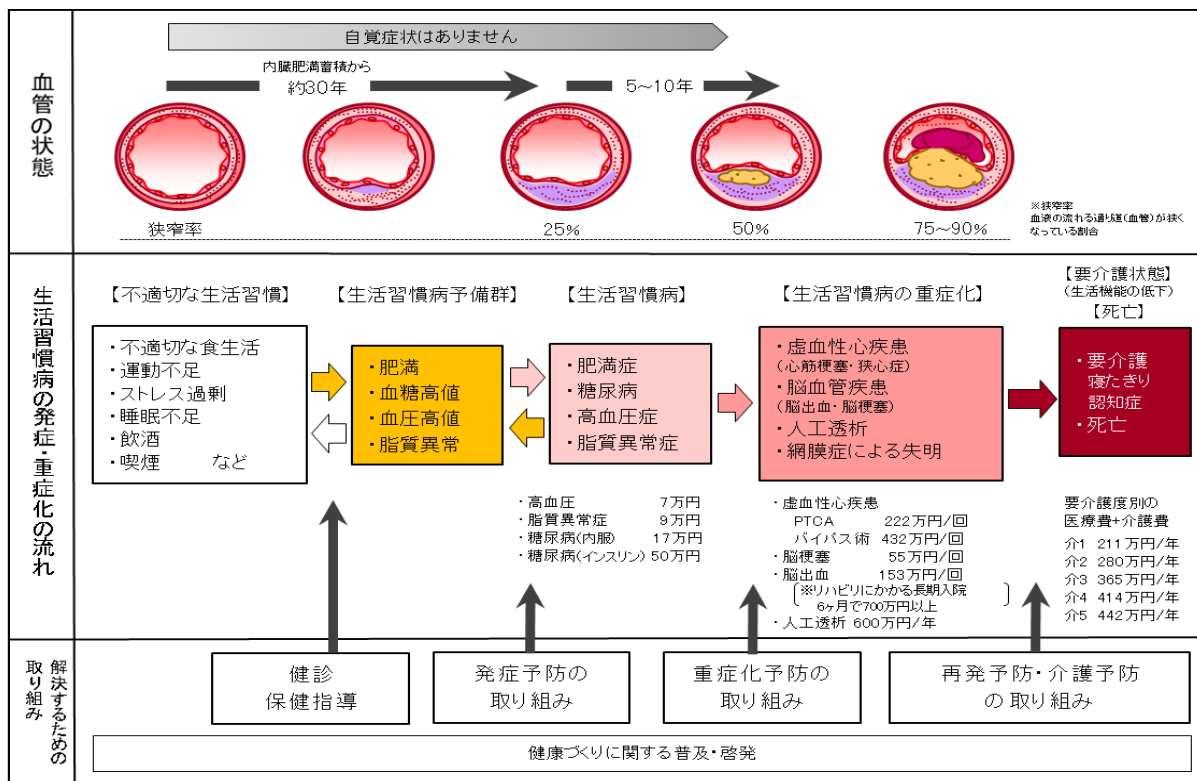 血管の状態
自覚症状はありません
内臓肥満蓄積から
約30年
5～10年
狭窄率
25%
50%
75～90%
※狭窄率
血液の流れる通り道(血管)が狭く
なっている割合
生活習慣病の発症・重症化の流れ
【不適切な生活習慣】
・不適切な食生活
・運動不足
・ストレス過剰
・睡眠不足
・飲酒
・喫煙 など
【生活習慣病予備群】
・肥満
・血糖高値
・血圧高値
・脂質異常
【生活習慣病】
・肥満症
・糖尿病
・高血圧症
・脂質異常症
・高血圧 7万円
・脂質異常症 9万円
・糖尿病(内服) 17万円
・糖尿病(インスリン) 50万円
【生活習慣病の重症化】
・虚血性心疾患
(心筋梗塞・狭心症)
・脳血管疾患
(脳出血・脳梗塞)
・人工透析
・網膜症による失明
・虚血性心疾患
PTCA 222万円/回
バイパス術 432万円/回
・脳梗塞 55万円/回
・脳出血 153万円/回
※リハビリにかかる長期入院
6ヶ月で700万円以上
・人工透析 600万円/年
【要介護状態】
(生活機能の低下)
【死亡】
・要介護
寝たきり
認知症
・死亡
要介護度別の
医療費+介護費
介1 211万円/年
介2 280万円/年
介3 365万円/年
介4 414万円/年
介5 442万円/年
解決するための
取り組み
健診
保健指導
発症予防の
取り組み
重症化予防の
取り組み
再発予防・介護予防
の取り組み
健康づくりに関する普及・啓発